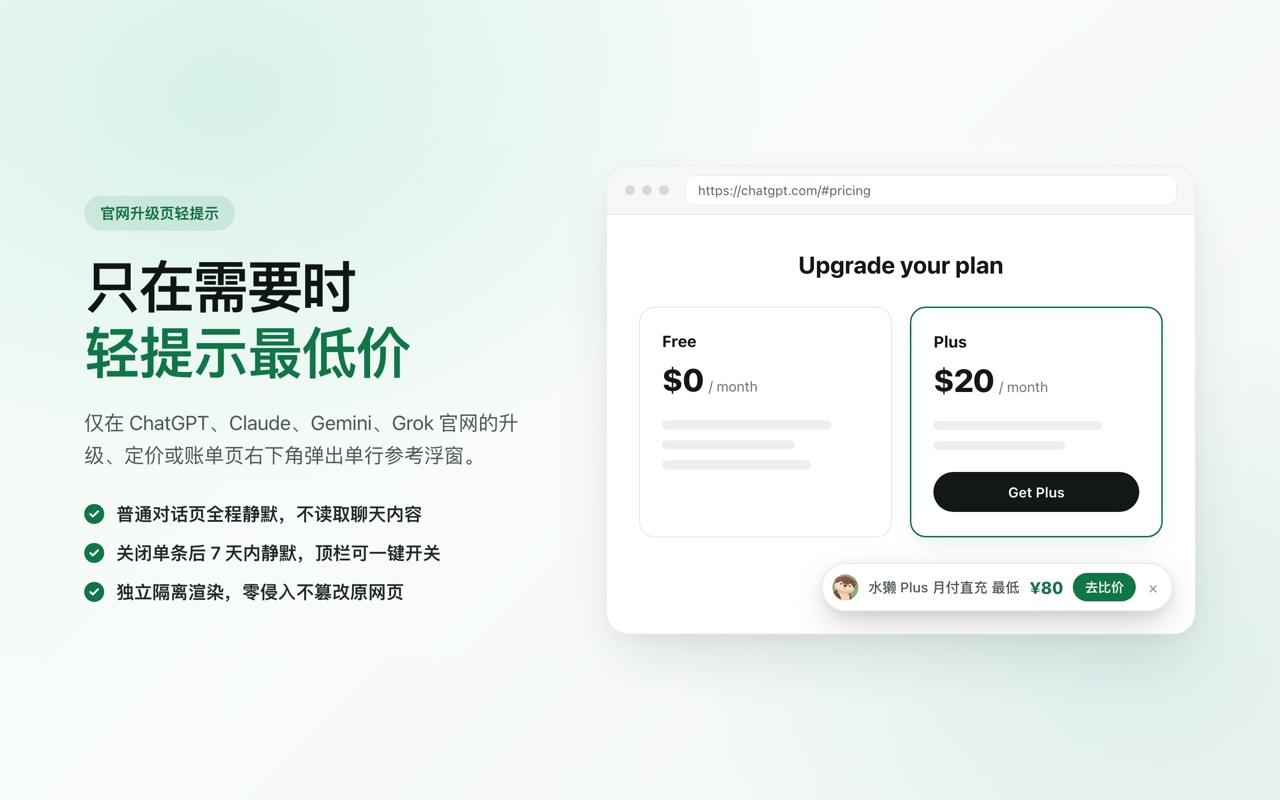 官网升级页轻提示
只在需要时
轻提示最低价
仅在 ChatGPT、Claude、Gemini、Grok 官网的升
级、定价或账单页右下角弹出单行参考浮窗。
普通对话页全程静默，不读取聊天内容
关闭单条后 7 天内静默，顶栏可一键开关
独立隔离渲染，零侵入不篡改原网页
https://chatgpt.com/#pricing
Upgrade your plan
Free
$0 / month
Plus
$20 / month
Get Plus
水獭 Plus 月付直充 最低 ¥80 去比价 ×